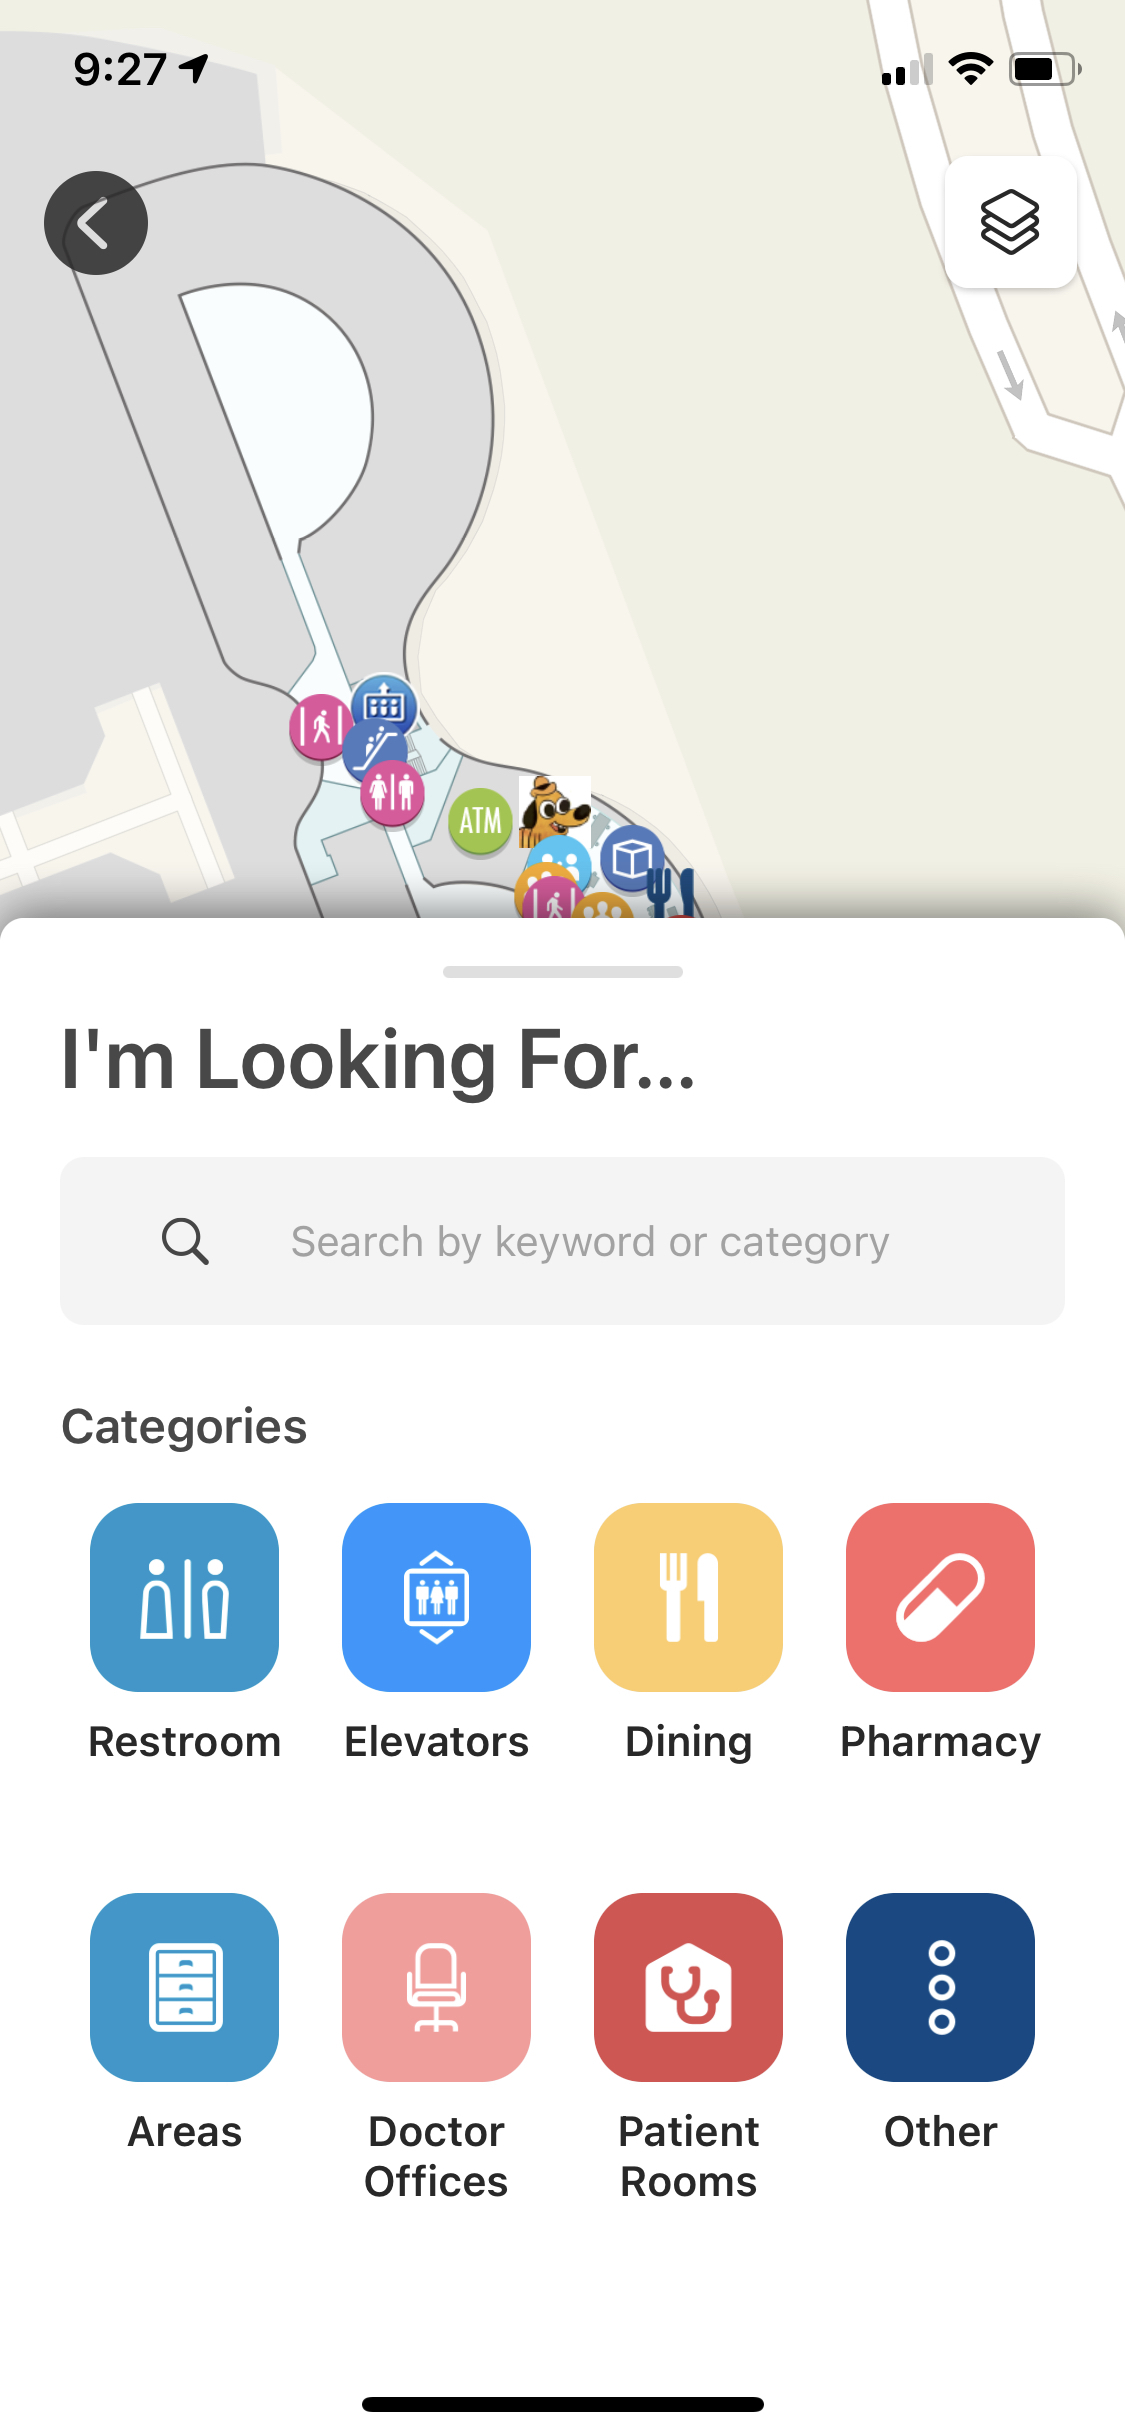 9:27
ATM
I'm Looking For...
Search by keyword or category
Categories
Restroom
Elevators
Dining
Pharmacy
Areas
Doctor
Offices
Patient
Rooms
Other